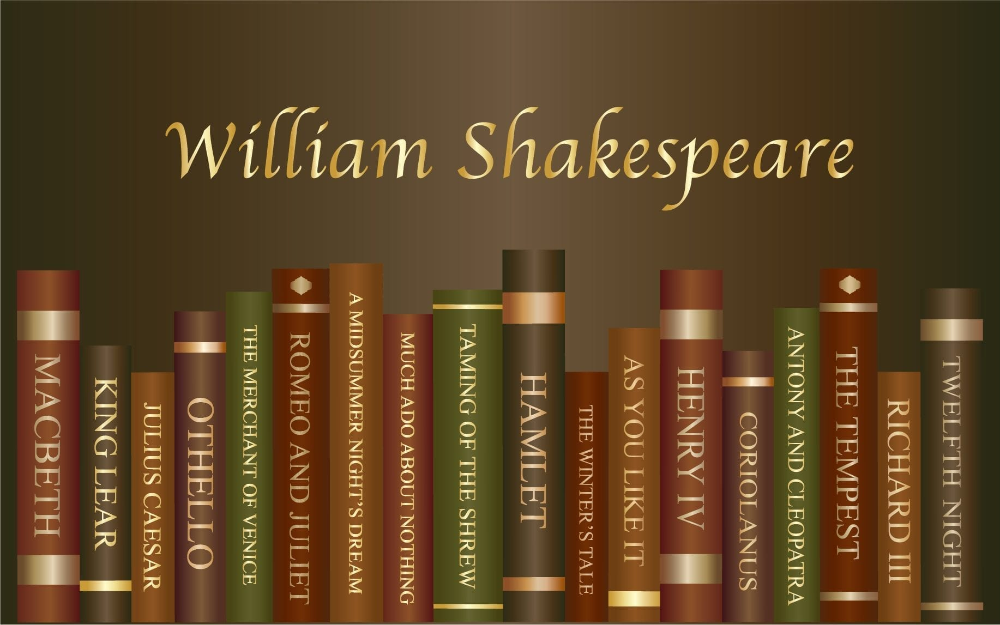 William Shakespeare
MACBETH
KING LEAR
JULIUS CAESAR
OTHELLO
THE MERCHANT OF VENICE
ROMEO AND JULIET
A MIDSUMMER NIGHT'S DREAM
MUCH ADO ABOUT NOTHING
TAMING OF THE SHREW
HAMLET
THE WINTER'S TALE
AS YOU LIKE IT
HENRY IV
CORIOLANUS
ANTONY AND CLEOPATRA
THE TEMPEST
RICHARD III
TWELFTH NIGHT